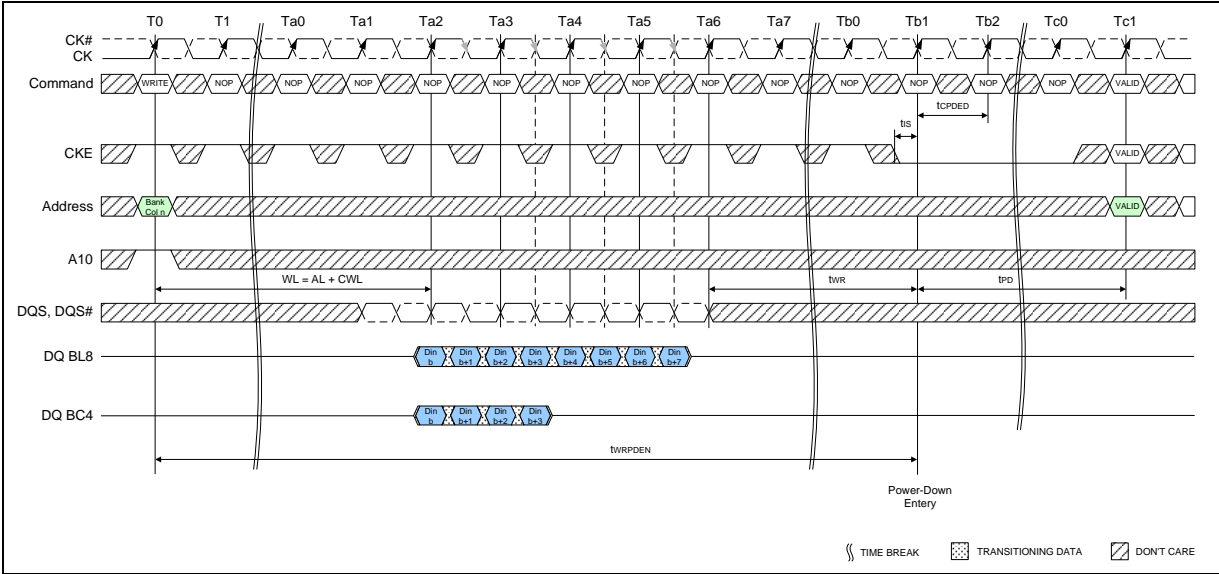 T0 T1 Ta0 Ta1 Ta2 Ta3 Ta4 Ta5 Ta6 Ta7 Tb0 Tb1 Tb2 Tc0 Tc1
CK#
CK
Command WRITE NOP NOP NOP NOP NOP NOP NOP NOP NOP NOP NOP NOP NOP VALID
tIS tCPDED
CKE VALID
Address Bank Col n VALID
A10
WL = AL + CWL tWR tPD
DQS, DQS#
DQ BL8 Din b Din b+1 Din b+2 Din b+3 Din b+4 Din b+5 Din b+6 Din b+7
DQ BC4 Din b Din b+1 Din b+2 Din b+3
tWRPDEN
Power-Down
Entery
TIME BREAK TRANSITIONING DATA DON'T CARE